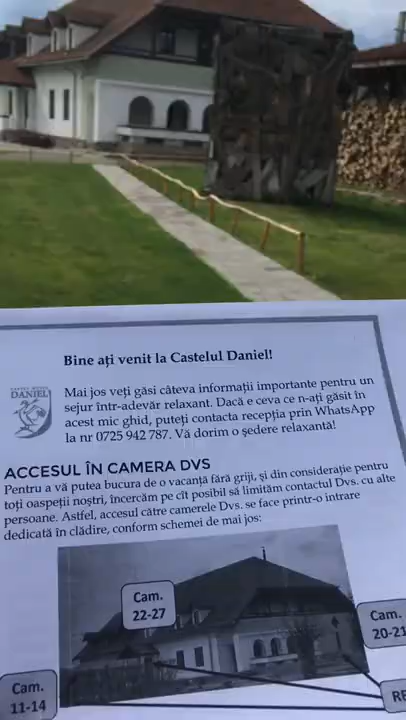 Bine ați venit la Castelul Daniel!
DANIEL
Mai jos veți găsi câteva informații importante pentru un
sejur într-adevăr relaxant. Dacă e ceva ce n-ați găsit în
acest mic ghid, puteți contacta recepția prin WhatsApp
la nr 0725 942 787. Vă dorim o ședere relaxantă!
ACCESUL ÎN CAMERA DVS
Pentru a vă putea bucura de o vacanță fără griji, și din considerație pentru
toți oaspeții noștri, încercăm pe cît posibil să limităm contactul Dvs. cu alte
persoane. Astfel, accesul către camerele Dvs. se face printr-o intrare
dedicată în clădire, conform schemei de mai jos:
Cam.
22-27
Cam.
20-21
Cam.
11-14
RE